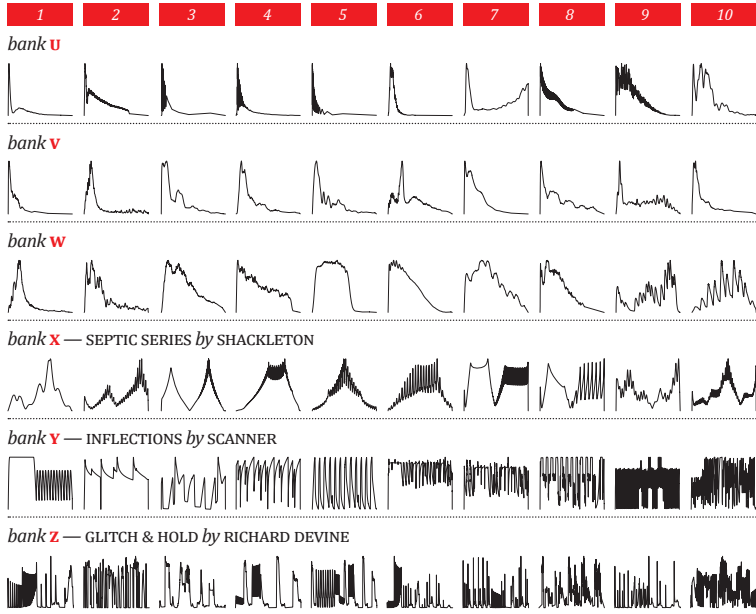 1 2 3 4 5 6 7 8 9 10
bank U
bank V
bank W
bank X — SEPTIC SERIES by SHACKLETON
bank Y — INFLECTIONS by SCANNER
bank Z — GLITCH & HOLD by RICHARD DEVINE